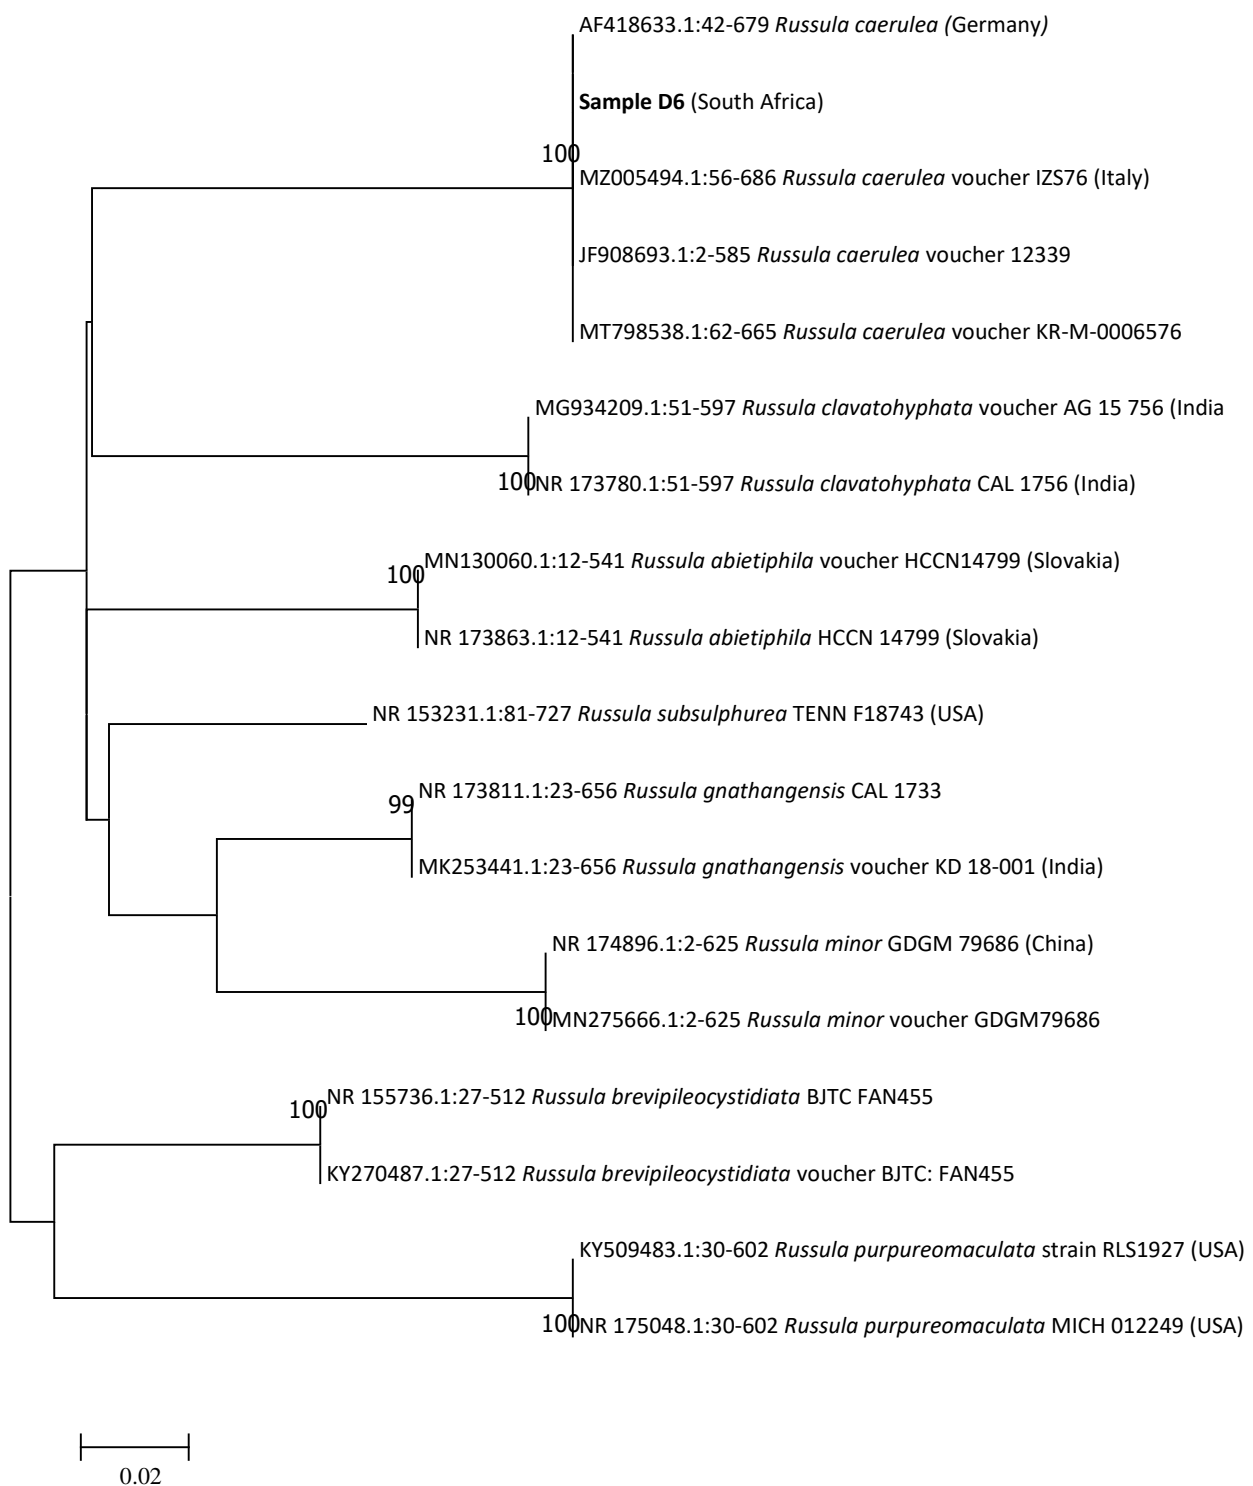 AF418633.1:42-679 Russula caerulea (Germany)
Sample D6 (South Africa)
100
MZ005494.1:56-686 Russula caerulea voucher IZS76 (Italy)
JF908693.1:2-585 Russula caerulea voucher 12339
MT798538.1:62-665 Russula caerulea voucher KR-M-0006576
MG934209.1:51-597 Russula clavatohyphata voucher AG 15 756 (India
100 NR 173780.1:51-597 Russula clavatohyphata CAL 1756 (India)
MN130060.1:12-541 Russula abietiphila voucher HCCN14799 (Slovakia)
100
NR 173863.1:12-541 Russula abietiphila HCCN 14799 (Slovakia)
NR 153231.1:81-727 Russula subsulphurea TENN F18743 (USA)
NR 173811.1:23-656 Russula gnathangensis CAL 1733
99
MK253441.1:23-656 Russula gnathangensis voucher KD 18-001 (India)
NR 174896.1:2-625 Russula minor GDGM 79686 (China)
100 MN275666.1:2-625 Russula minor voucher GDGM79686
NR 155736.1:27-512 Russula brevipileocystidiata BJTC FAN455
100
KY270487.1:27-512 Russula brevipileocystidiata voucher BJTC: FAN455
KY509483.1:30-602 Russula purpureomaculata strain RLS1927 (USA)
100 NR 175048.1:30-602 Russula purpureomaculata MICH 012249 (USA)
0.02